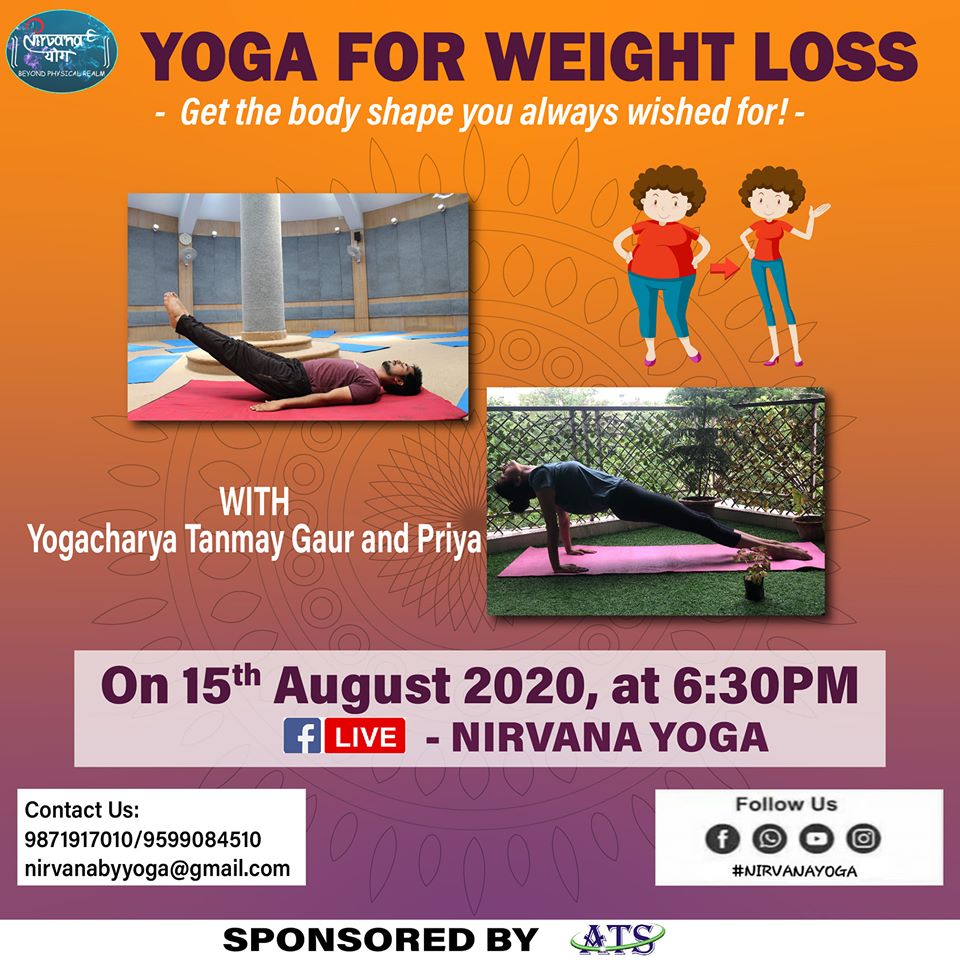 Nirvana
योग
BEYOND PHYSICAL REALM
YOGA FOR WEIGHT LOSS
- Get the body shape you always wished for! -
WITH
Yogacharya Tanmay Gaur and Priya
On 15th August 2020, at 6:30PM
f LIVE - NIRVANA YOGA
Contact Us:
9871917010/9599084510
nirvanabyyoga@gmail.com
Follow Us
#NIRVANAYOGA
SPONSORED BY ATS